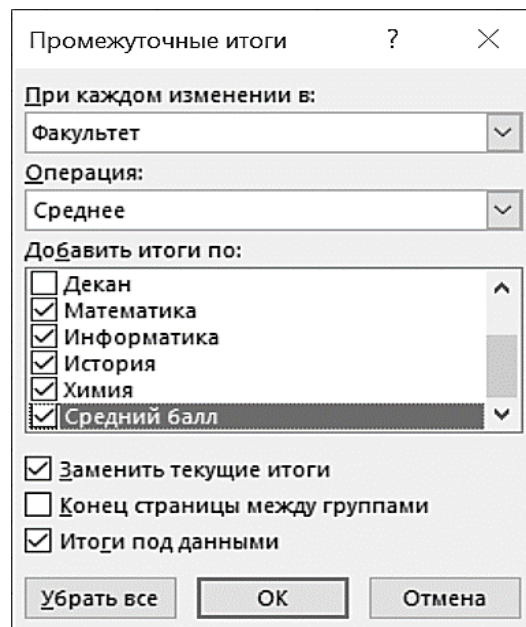 Промежуточные итоги ?
При каждом изменении в:
Факультет
Операция:
Среднее
Добавить итоги по:
Декан
Математика
Информатика
История
Химия
Средний балл
Заменить текущие итоги
Конец страницы между группами
Итоги под данными
Убрать все ОК Отмена